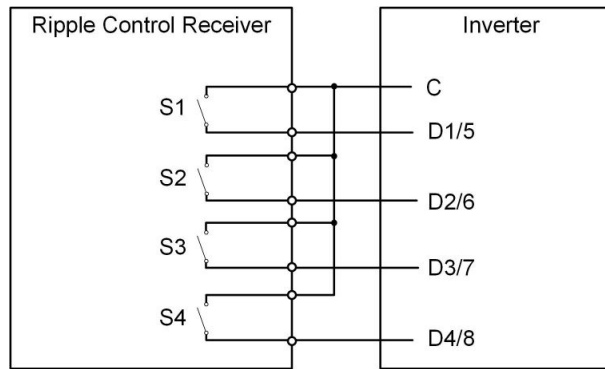 Ripple Control Receiver
Inverter
C
S1
D1/5
S2
D2/6
S3
D3/7
S4
D4/8